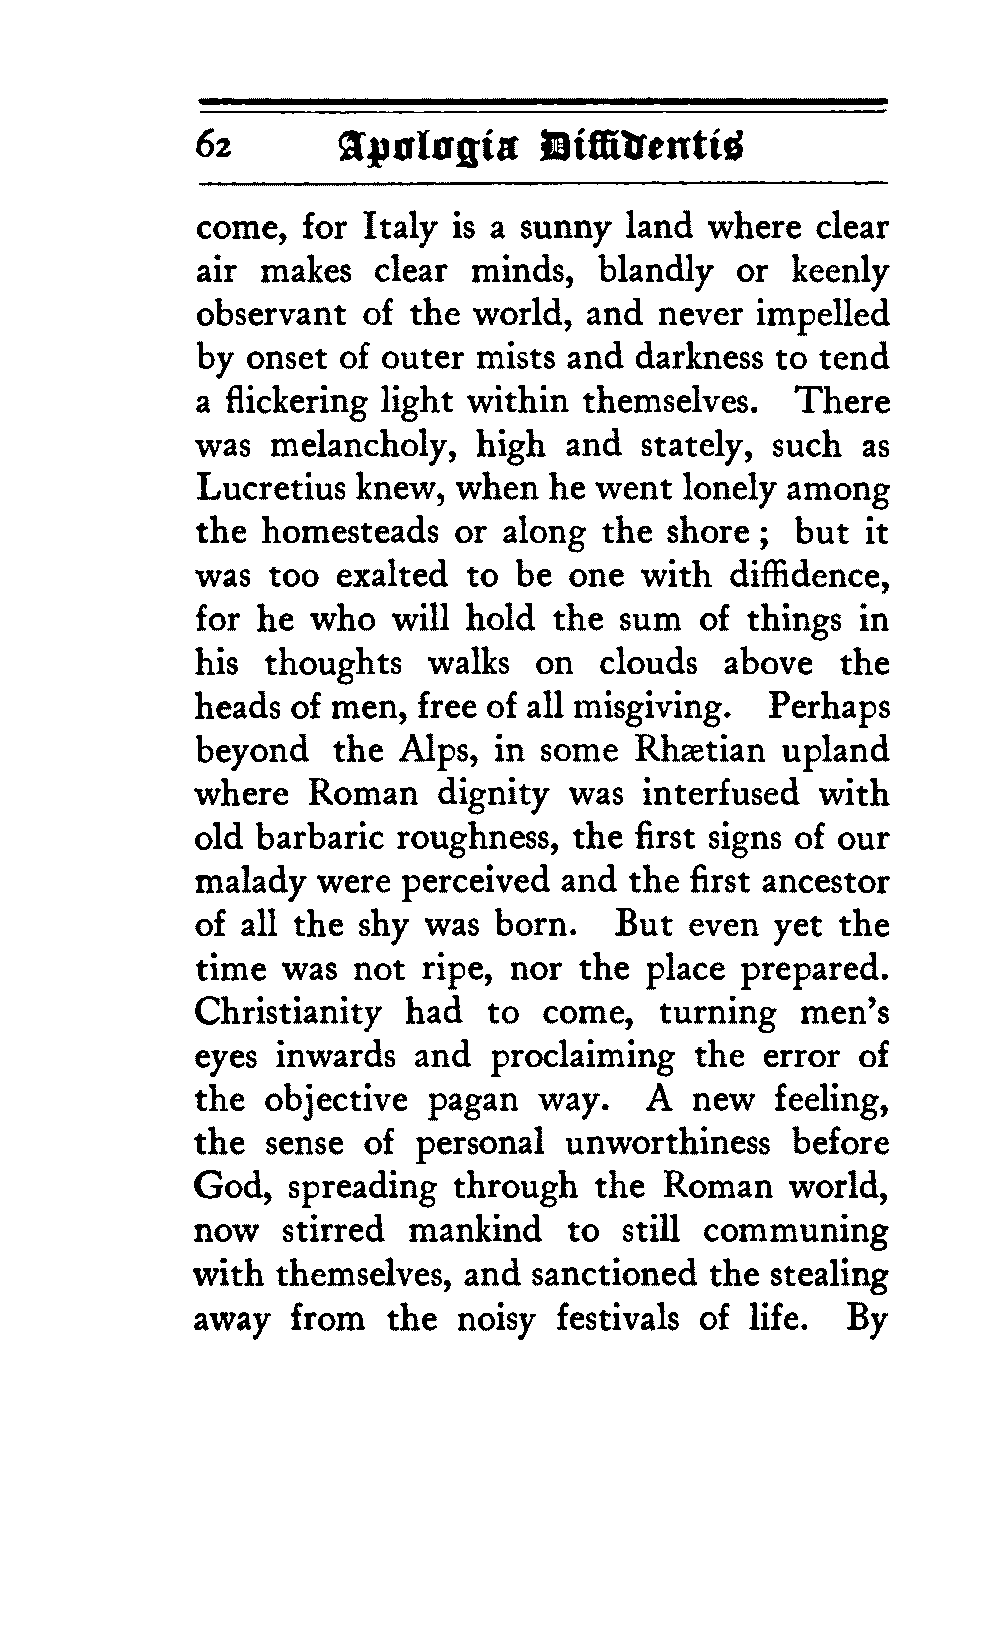 62 Apologia Diffidentis
come, for Italy is a sunny land where clear
air makes clear minds, blandly or keenly
observant of the world, and never impelled
by onset of outer mists and darkness to tend
a flickering light within themselves. There
was melancholy, high and stately, such as
Lucretius knew, when he went lonely among
the homesteads or along the shore ; but it
was too exalted to be one with diffidence,
for he who will hold the sum of things in
his thoughts walks on clouds above the
heads of men, free of all misgiving. Perhaps
beyond the Alps, in some Rhætian upland
where Roman dignity was interfused with
old barbaric roughness, the first signs of our
malady were perceived and the first ancestor
of all the shy was born. But even yet the
time was not ripe, nor the place prepared.
Christianity had to come, turning men's
eyes inwards and proclaiming the error of
the objective pagan way. A new feeling,
the sense of personal unworthiness before
God, spreading through the Roman world,
now stirred mankind to still communing
with themselves, and sanctioned the stealing
away from the noisy festivals of life. By